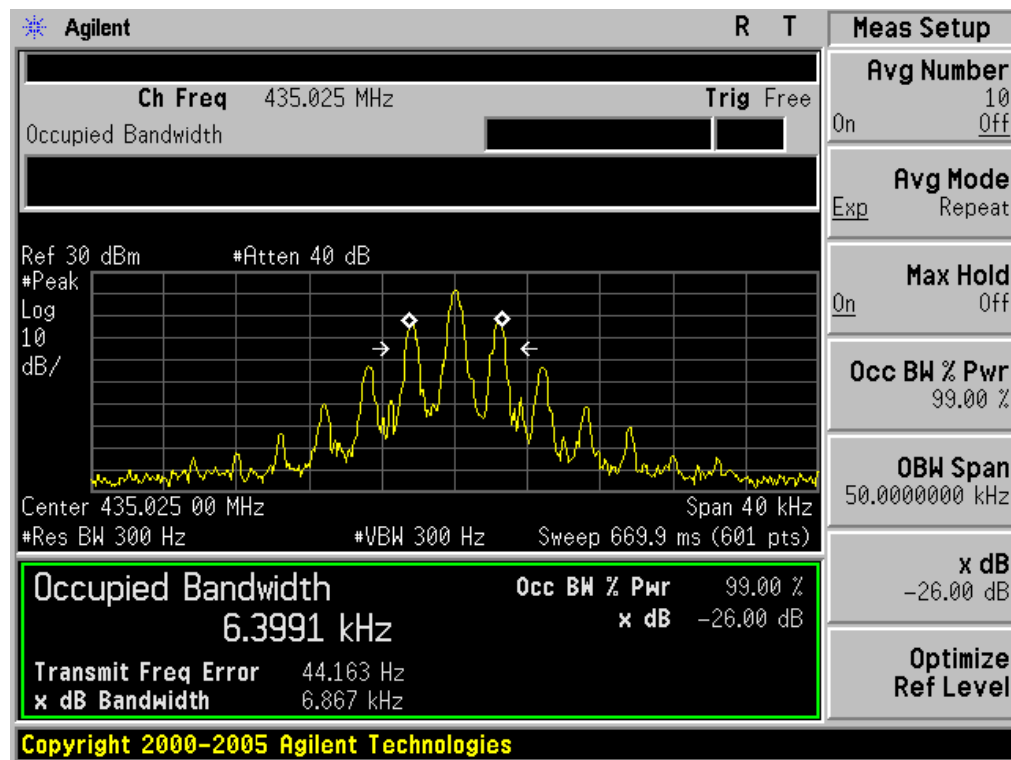 Agilent R T
Ch Freq 435.025 MHz Trig Free
Occupied Bandwidth
Ref 30 dBm #Atten 40 dB
#Peak
Log
10
dB/
Center 435.025 00 MHz Span 40 kHz
#Res BW 300 Hz #VBW 300 Hz Sweep 669.9 ms (601 pts)
Occupied Bandwidth Occ BW % Pwr 99.00 %
6.3991 kHz x dB -26.00 dB
Transmit Freq Error 44.163 Hz
x dB Bandwidth 6.867 kHz
Copyright 2000-2005 Agilent Technologies
Meas Setup
Avg Number
10
On Off
Avg Mode
Exp Repeat
Max Hold
On Off
Occ BW % Pwr
99.00 %
OBW Span
50.0000000 kHz
x dB
-26.00 dB
Optimize
Ref Level